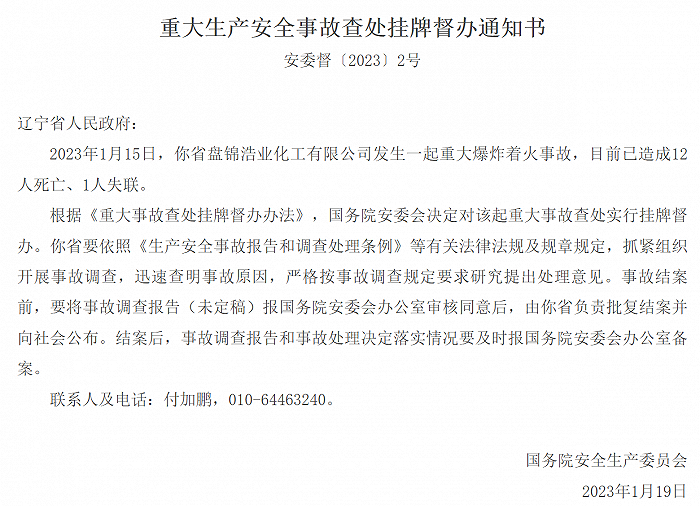 重大生产安全事故查处挂牌督办通知书
安委督〔2023〕2号
辽宁省人民政府：
2023年1月15日，你省盘锦浩业化工有限公司发生一起重大爆炸着火事故，目前已造成12
人死亡、1人失联。
根据《重大事故查处挂牌督办办法》，国务院安委会决定对该起重大事故查处实行挂牌督
办。你省要依照《生产安全事故报告和调查处理条例》等有关法律法规及规章规定，抓紧组织
开展事故调查，迅速查明事故原因，严格按事故调查规定要求研究提出处理意见。事故结案
前，要将事故调查报告（未定稿）报国务院安委会办公室审核同意后，由你省负责批复结案并
向社会公布。结案后，事故调查报告和事故处理决定落实情况要及时报国务院安委会办公室备
案。
联系人及电话：付加鹏，010-64463240。
国务院安全生产委员会
2023年1月19日